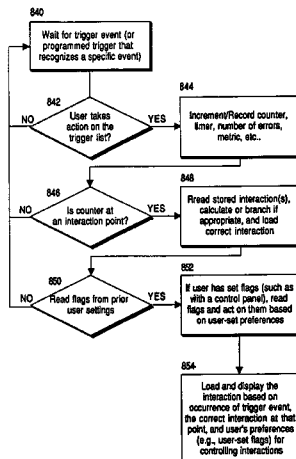 840
Wait for trigger event (or
programmed trigger that
recognizes a specific event)
842
User takes
action on the
trigger list?
NO
YES
844
Increment/Record counter,
timer, number of errors,
metric, etc..
846
Is counter at
an interaction point?
NO
YES
848
Rread stored interaction(s),
calculate or branch if
appropriate, and load
correct interaction
850
Read flags from prior
user settings
NO
YES
852
If user has set flags (such as
with a control panel), read
flags and act on them based
on user-set preferences
854
Load and display the
interaction based on
occurrence of trigger event,
the correct interaction at that
point, and user's preferences
(e.g., user-set flags) for
controlling interactions